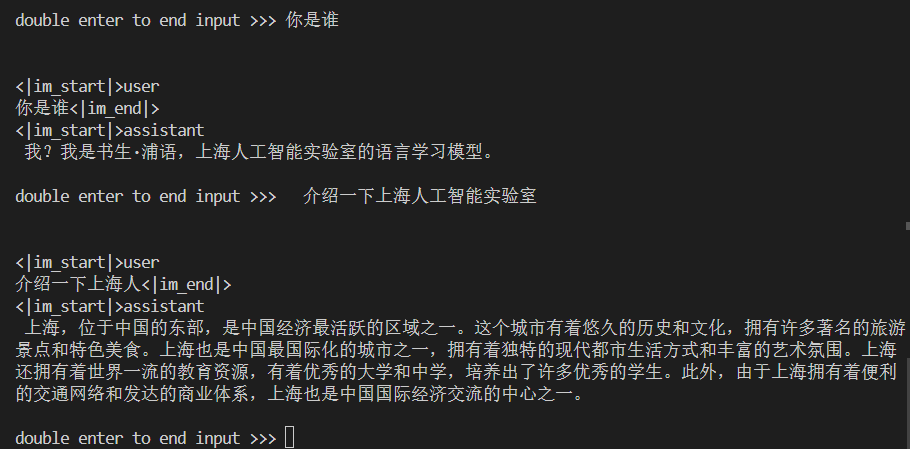 double enter to end input >>> 你是谁
<|im_start|>user
你是谁<|im_end|>
<|im_start|>assistant
我？我是书生·浦语，上海人工智能实验室的语言学习模型。
double enter to end input >>> 介绍一下上海人工智能实验室
<|im_start|>user
介绍一下上海人<|im_end|>
<|im_start|>assistant
上海，位于中国的东部，是中国经济最活跃的区域之一。这个城市有着悠久的历史和文化，拥有许多著名的旅游
景点和特色美食。上海也是中国最国际化的城市之一，拥有着独特的现代都市生活方式和丰富的艺术氛围。上海
还拥有着世界一流的教育资源，有着优秀的大学和中学，培养出了许多优秀的学生。此外，由于上海拥有着便利
的交通网络和发达的商业体系，上海也是中国国际经济交流的中心之一。
double enter to end input >>>